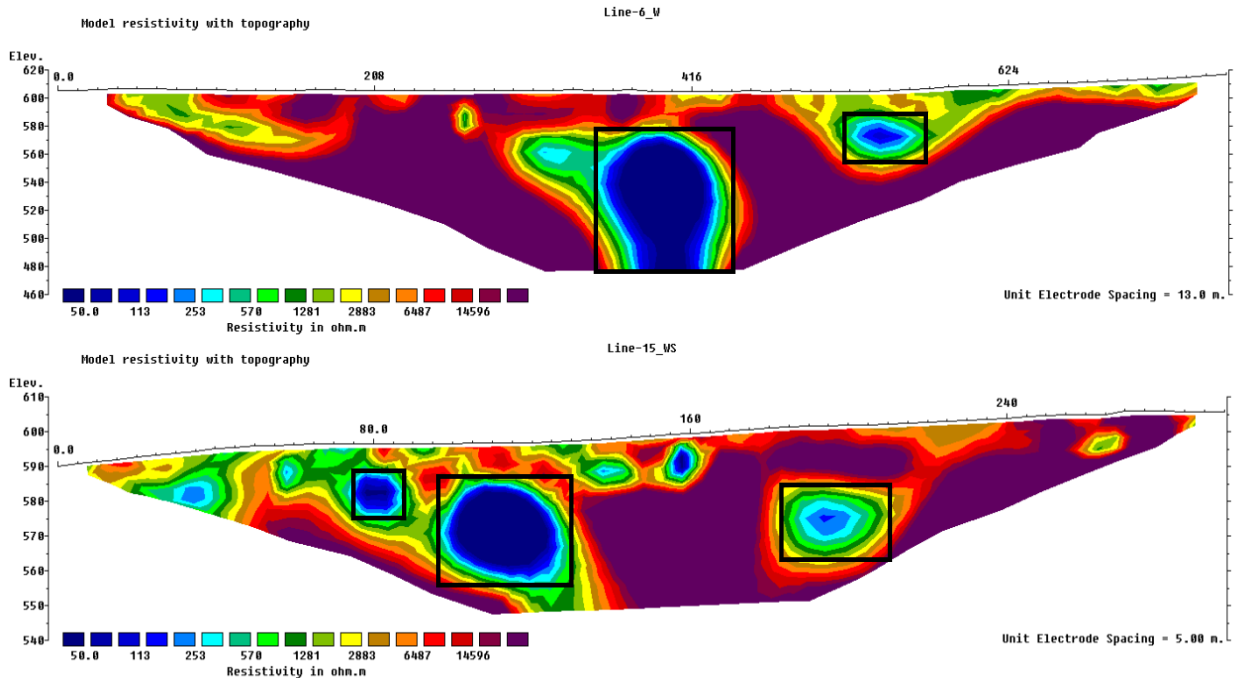 Line-6_W
Model resistivity with topography
Elev.
620
0.0 208 416 624
600
580
560
540
520
500
480
460
50.0 113 253 570 1281 2883 6487 14596
Resistivity in ohm.m
Unit Electrode Spacing = 13.0 m.
Line-15_WS
Model resistivity with topography
Elev.
610
0.0 80.0 160 240
600
590
580
570
560
550
540
50.0 113 253 570 1281 2883 6487 14596
Resistivity in ohm.m
Unit Electrode Spacing = 5.00 m.